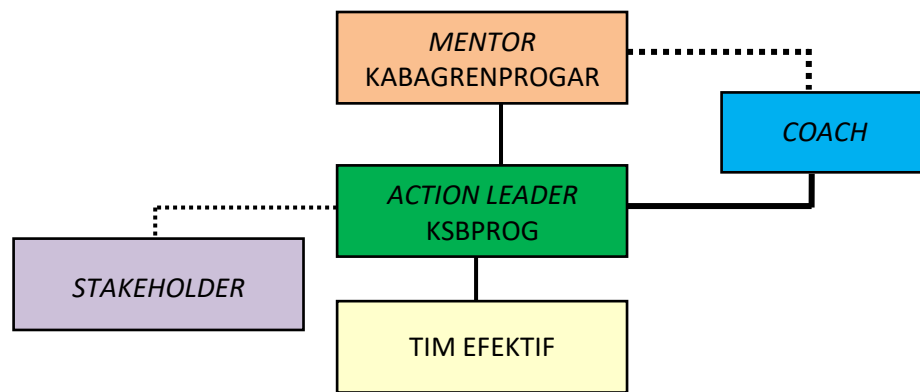 MENTOR
KABAGRENPROGAR
COACH
ACTION LEADER
KSBPROG
STAKEHOLDER
TIM EFEKTIF